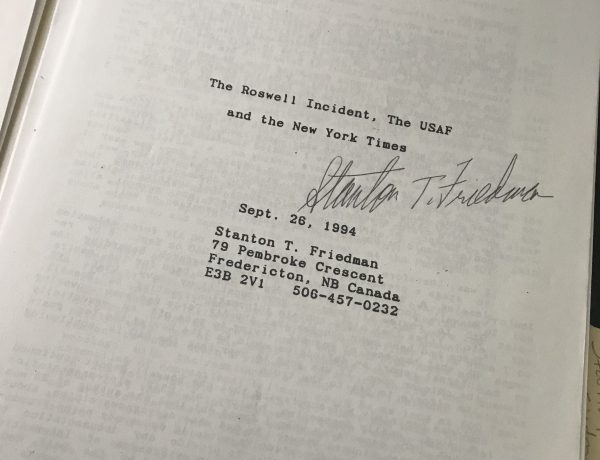 The Roswell Incident, The USAF
and the New York Times
Stanton T. Friedman
Sept. 26, 1994
Stanton T. Friedman
79 Pembroke Crescent
Fredericton, NB Canada
E3B 2V1 506-457-0232